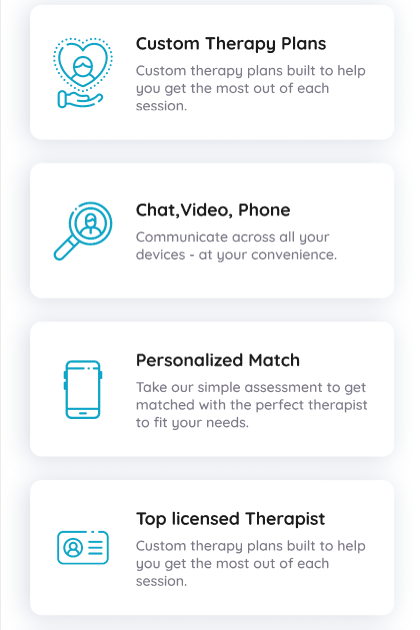 Custom Therapy Plans
Custom therapy plans built to help
you get the most out of each
session.
Chat,Video, Phone
Communicate across all your
devices - at your convenience.
Personalized Match
Take our simple assessment to get
matched with the perfect therapist
to fit your needs.
Top licensed Therapist
Custom therapy plans built to help
you get the most out of each
session.